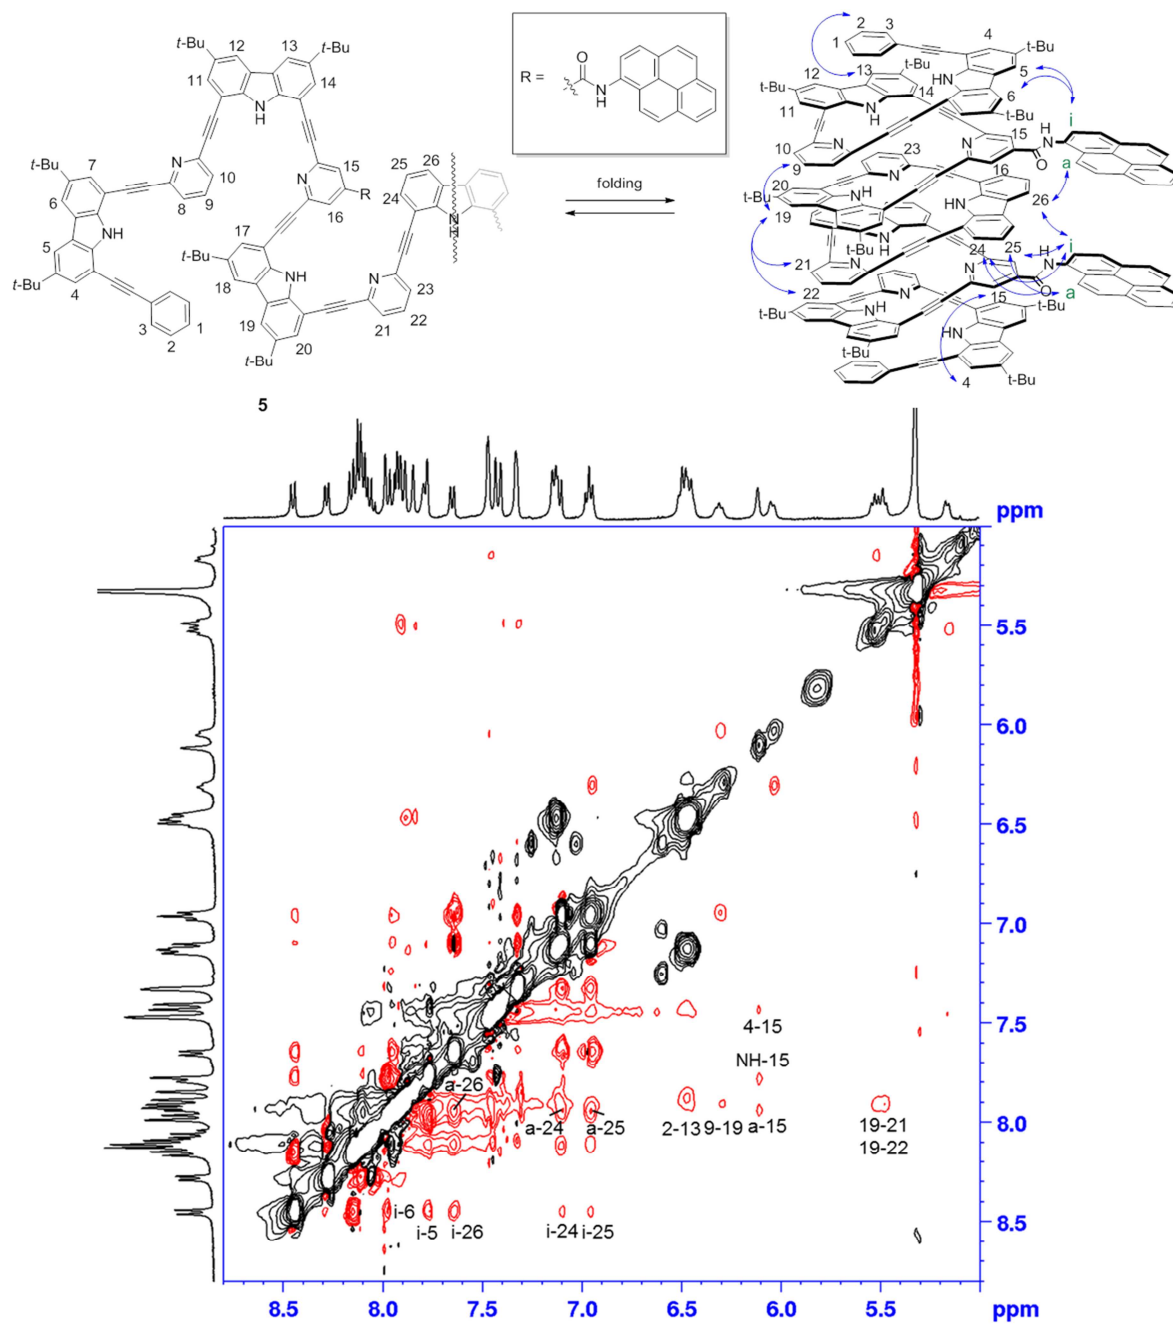 t-Bu
12
13
t-Bu
11
14
N
H
t-Bu
7
N
10
N
15
R
6
8
9
16
H
N
5
t-Bu
4
3
1
2
t-Bu
17
H
N
18
19
t-Bu
20
N
23
21
22
25
26
24
N
H
5
R =
O
N
H
folding
2
3
1
4
t-Bu
t-Bu
12
13
HN
5
t-Bu
11
14
6
i
N
H
t-Bu
10
N
15
H
N
9
23
N
N
O
a
16
20
t-Bu
NH
HN
26
19
t-Bu
N
H
24
25
H
N
i
21
N
N
O
a
22
N
15
t-Bu
t-Bu
NH
t-Bu
HN
4
t-Bu
ppm
5.5
6.0
6.5
7.0
7.5
8.0
8.5
4-15
NH-15
a-26
a-24
a-25
2-13
9-19
a-15
19-21
19-22
i-6
i-5
i-26
i-24
i-25
8.5 8.0 7.5 7.0 6.5 6.0 5.5 ppm